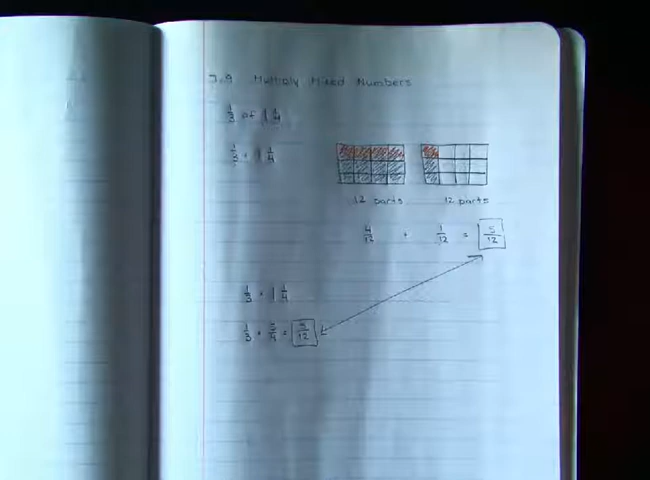 7.9 Multiply Mixed Numbers
1/3 of 1 1/4
1/3 · 1 1/4
12 parts 12 parts
4/12 + 1/12 = 5/12
1/3 · 1 1/4
1/3 · 5/4 = 5/12